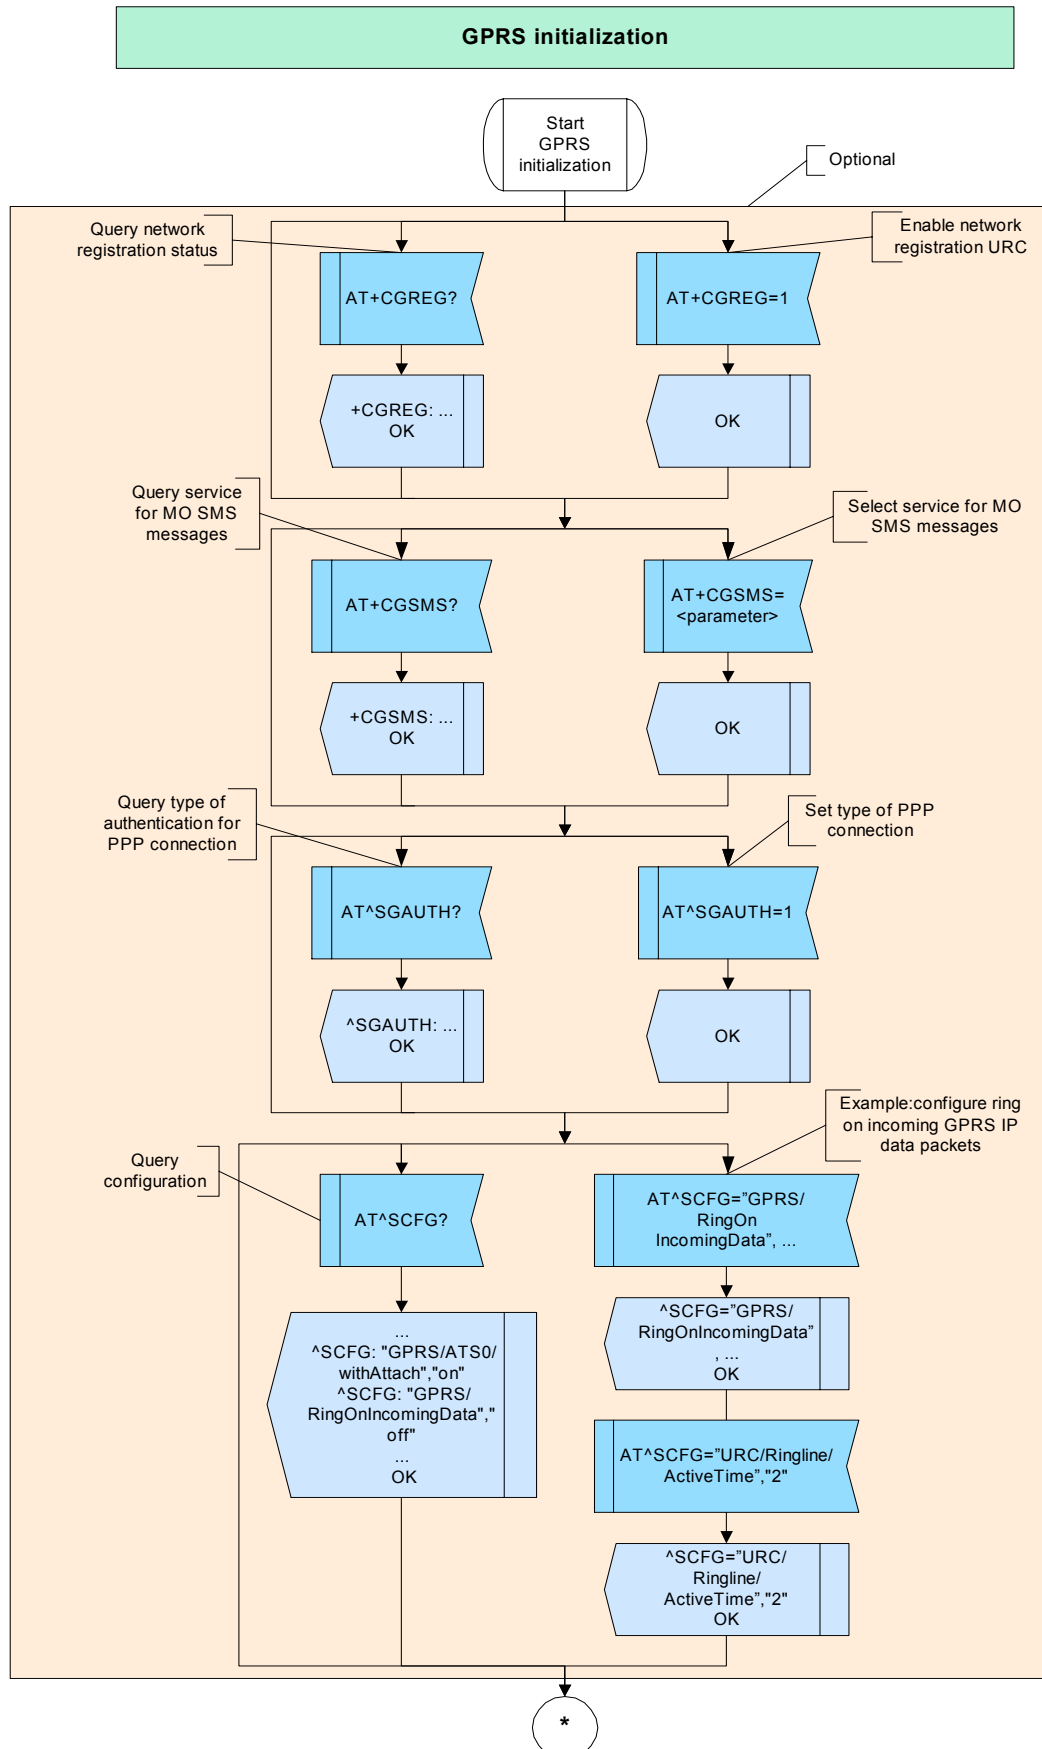 GPRS initialization
Start
GPRS
initialization
Optional
Query network
registration status
Enable network
registration URC
AT+CGREG?
AT+CGREG=1
+CGREG: ...
OK
OK
Query service
for MO SMS
messages
Select service for MO
SMS messages
AT+CGSMS?
AT+CGSMS=
<parameter>
+CGSMS: ...
OK
OK
Query type of
authentication for
PPP connection
Set type of PPP
connection
AT^SGAUTH?
AT^SGAUTH=1
^SGAUTH: ...
OK
OK
Example:configure ring
on incoming GPRS IP
data packets
Query
configuration
AT^SCFG?
AT^SCFG=”GPRS/
RingOn
IncomingData”, ...
...
^SCFG: "GPRS/ATS0/
withAttach","on"
^SCFG: "GPRS/
RingOnIncomingData","
off"
...
OK
^SCFG=”GPRS/
RingOnIncomingData”
, ...
OK
AT^SCFG=”URC/Ringline/
ActiveTime”,"2"
^SCFG=”URC/
Ringline/
ActiveTime”,"2"
OK
*